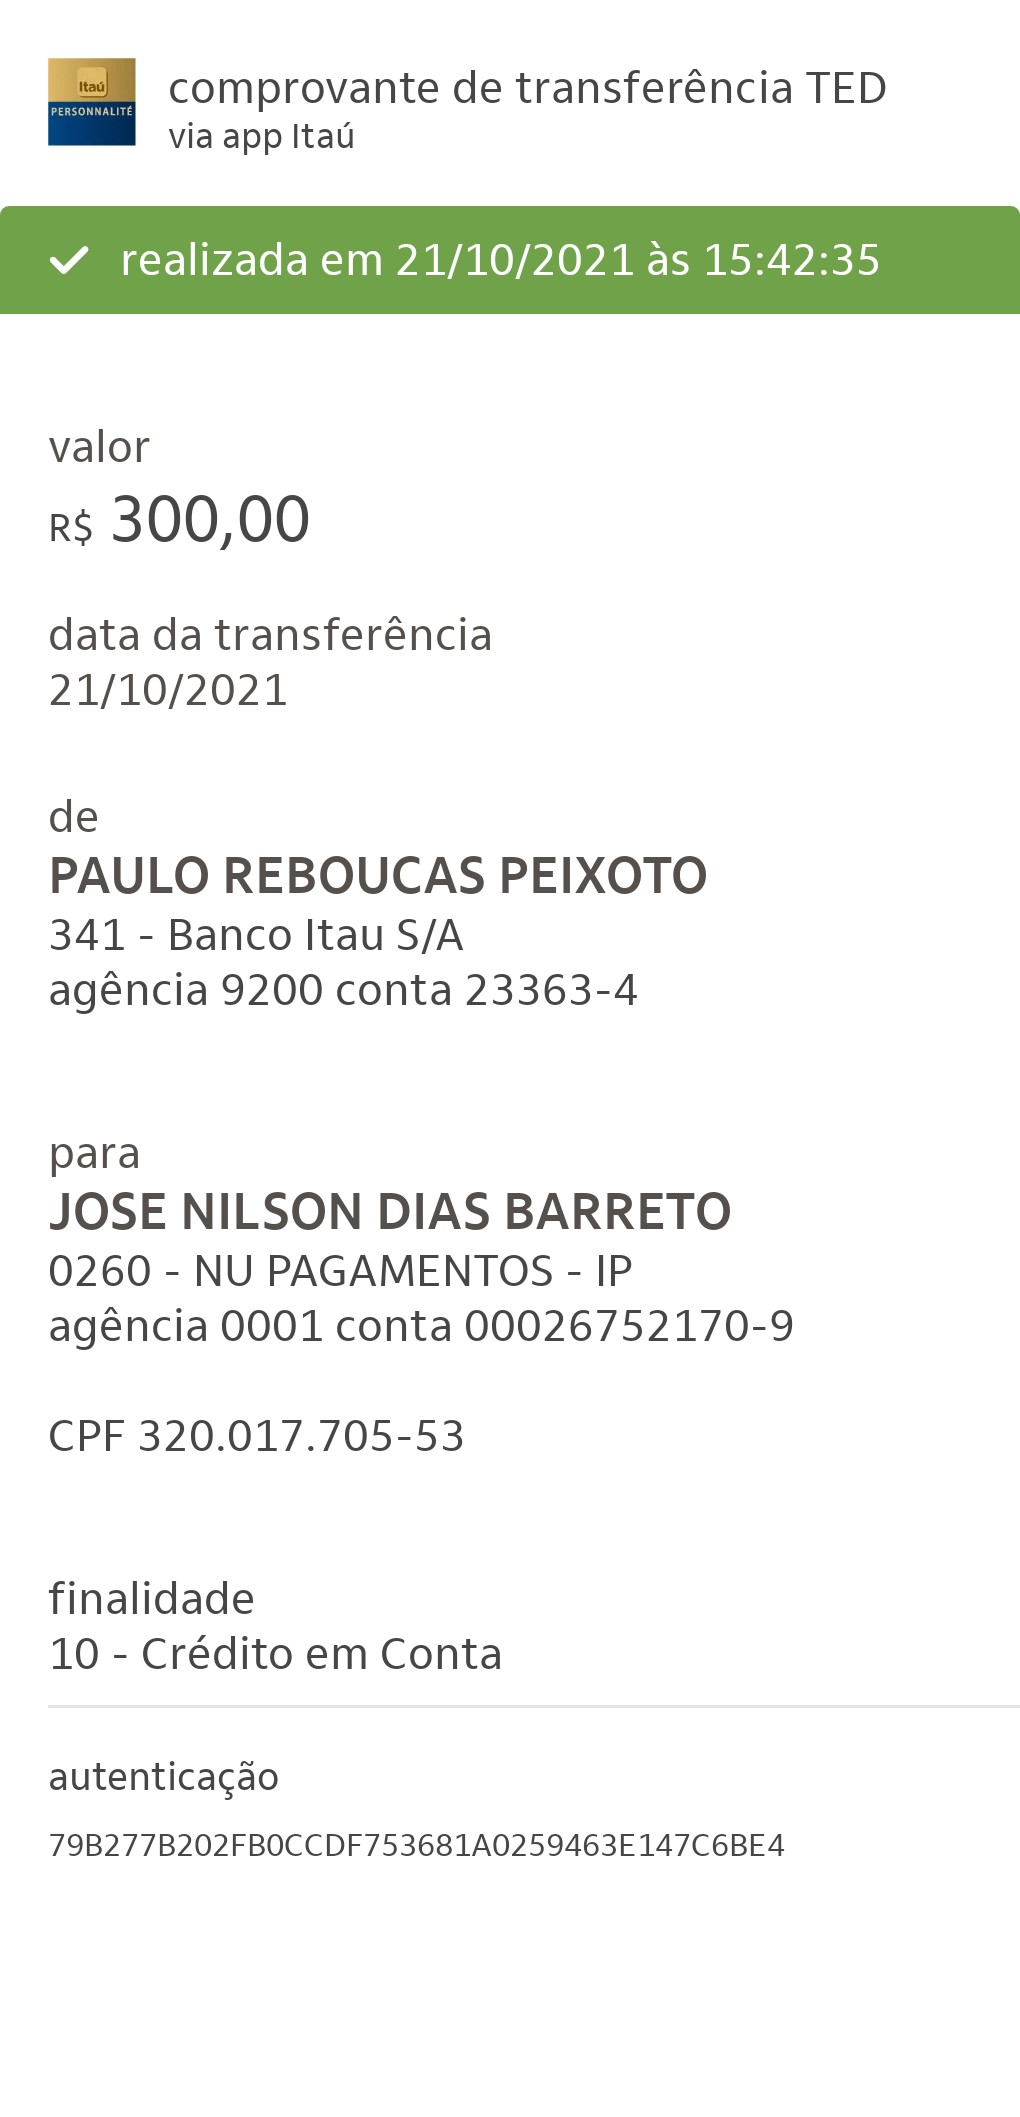 Itaú
PERSONNALITÉ
comprovante de transferência TED
via app Itaú
realizada em 21/10/2021 às 15:42:35
valor
R$ 300,00
data da transferência
21/10/2021
de
PAULO REBOUCAS PEIXOTO
341 - Banco Itau S/A
agência 9200 conta 23363-4
para
JOSE NILSON DIAS BARRETO
0260 - NU PAGAMENTOS - IP
agência 0001 conta 00026752170-9
CPF 320.017.705-53
finalidade
10 - Crédito em Conta
autenticação
79B277B202FB0CCDF753681A0259463E147C6BE4